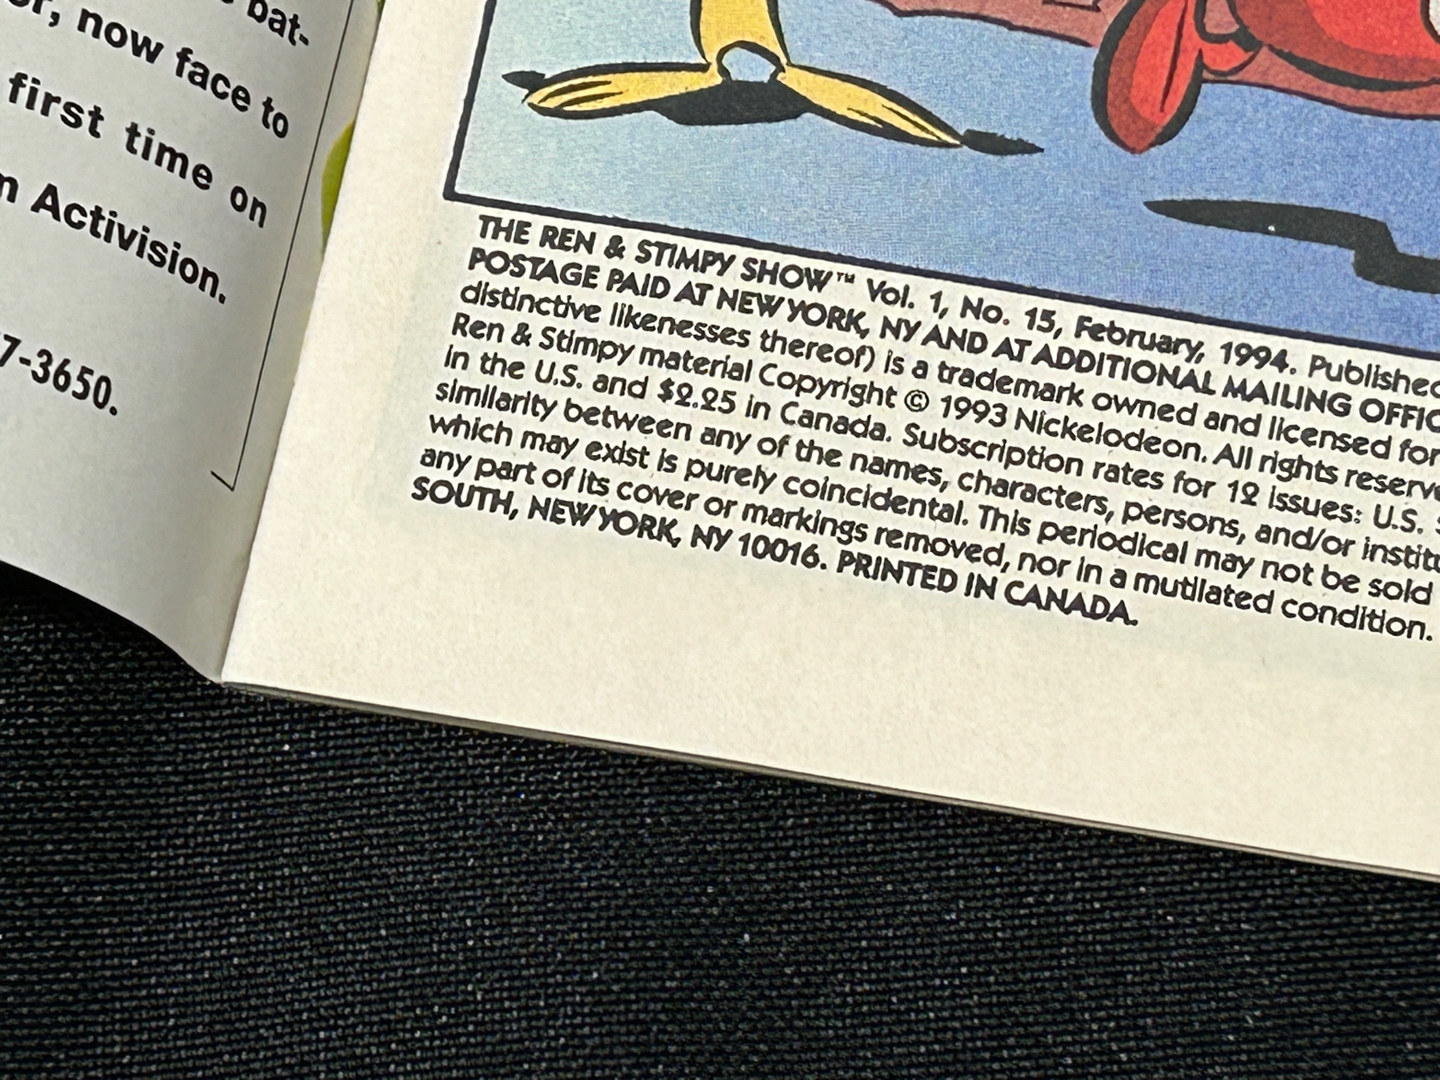 bat-
now face to
first time on
Activision.
7-3650.
THE REN & STIMPY SHOW™ Vol. 1, No. 15, February, 1994. Published
POSTAGE PAID AT NEW YORK, NY AND AT ADDITIONAL MAILING
distinctive likenesses thereof) is a trademark owned and licensed for
Ren & Stimpy material Copyright © 1993 Nickelodeon. All rights
in the U.S. and $2.25 in Canada. Subscription rates for 12 issues: U.S.
similarity between any of the names, characters, persons, and/or
which may exist is purely coincidental. This periodical may not be sold
any part of its cover or markings removed, nor in a mutilated condition.
SOUTH, NEW YORK, NY 10016. PRINTED IN CANADA.